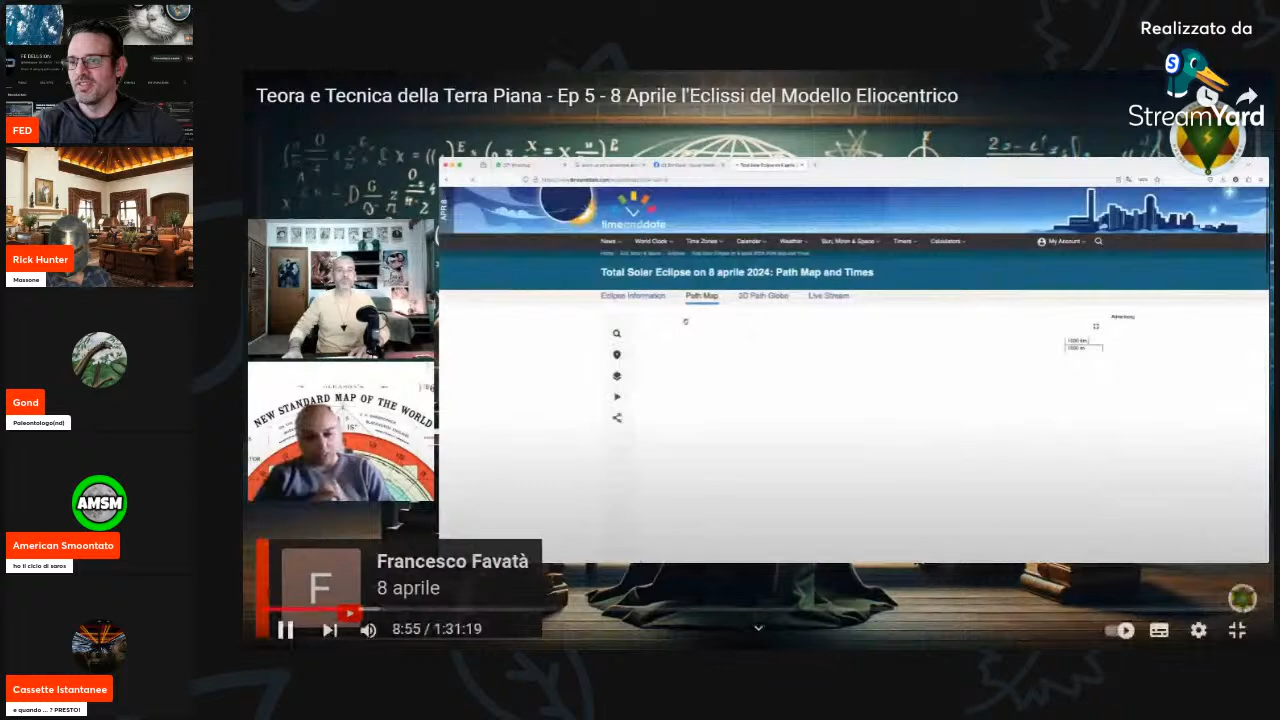 Realizzato da
StreamYard
FED
Rick Hunter
Massone
Gond
Paleontologo(nd)
AMSM
American Smoontato
ho il ciclo di saros
Cassette Istantanee
e quando ... ? PRESTO!
Teora e Tecnica della Terra Piana - Ep 5 - 8 Aprile l'Eclissi del Modello Eliocentrico
APR 8
timeanddate
News
World Clock
Time Zones
Calendar
Weather
Sun, Moon & Space
Timers
Calculators
My Account
Total Solar Eclipse on 8 aprile 2024: Path Map and Times
Eclipse Information
Path Map
3D Path Globe
Live Stream
Advertising
NEW STANDARD MAP OF THE WORLD
F
Francesco Favatà
8 aprile
8:55 / 1:31:19